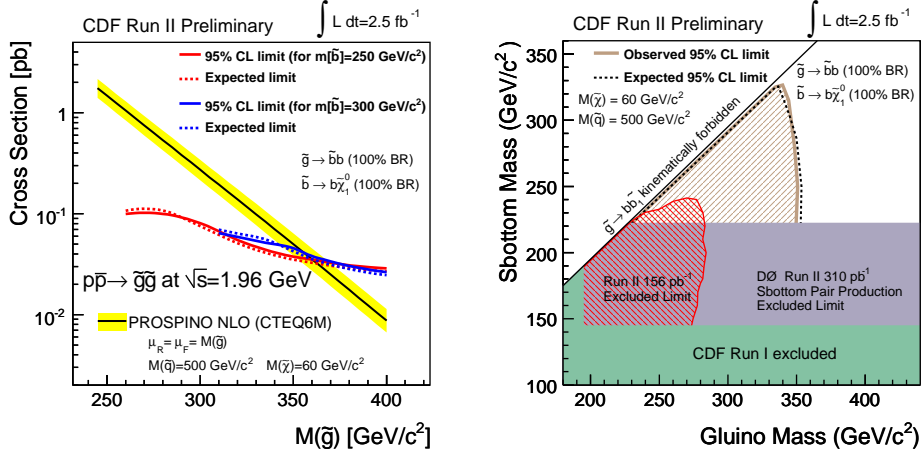 CDF Run II Preliminary ∫ L dt=2.5 fb⁻¹
Cross Section [pb]
95% CL limit (for m[b̃]=250 GeV/c²)
Expected limit
95% CL limit (for m[b̃]=300 GeV/c²)
Expected limit
g̃→ b̃b (100% BR)
b̃→ bχ̃₁⁰ (100% BR)
pp̄→ g̃g̃ at √s=1.96 GeV
PROSPINO NLO (CTEQ6M)
μ_R = μ_F = M(g̃)
M(q̃)=500 GeV/c² M(χ̃)=60 GeV/c²
1
10⁻¹
10⁻²
250 300 350 400
M(g̃) [GeV/c²]
CDF Run II Preliminary ∫ L dt=2.5 fb⁻¹
Sbottom Mass (GeV/c²)
Observed 95% CL
Expected 95% CL
M(χ̃) = 60 GeV/c²
M(q̃) = 500 GeV/c²
g̃→ b̃b (100% BR)
b̃→ bχ̃₁⁰ (100% BR)
g̃→ bb̃₁ kinematically forbidden
Run II 156 pb⁻¹
Excluded Limit
DØ Run II 310 pb⁻¹
Sbottom Pair Production
Excluded Limit
CDF Run I excluded
350
300
250
200
150
100
200 250 300 350 400
Gluino Mass (GeV/c²)